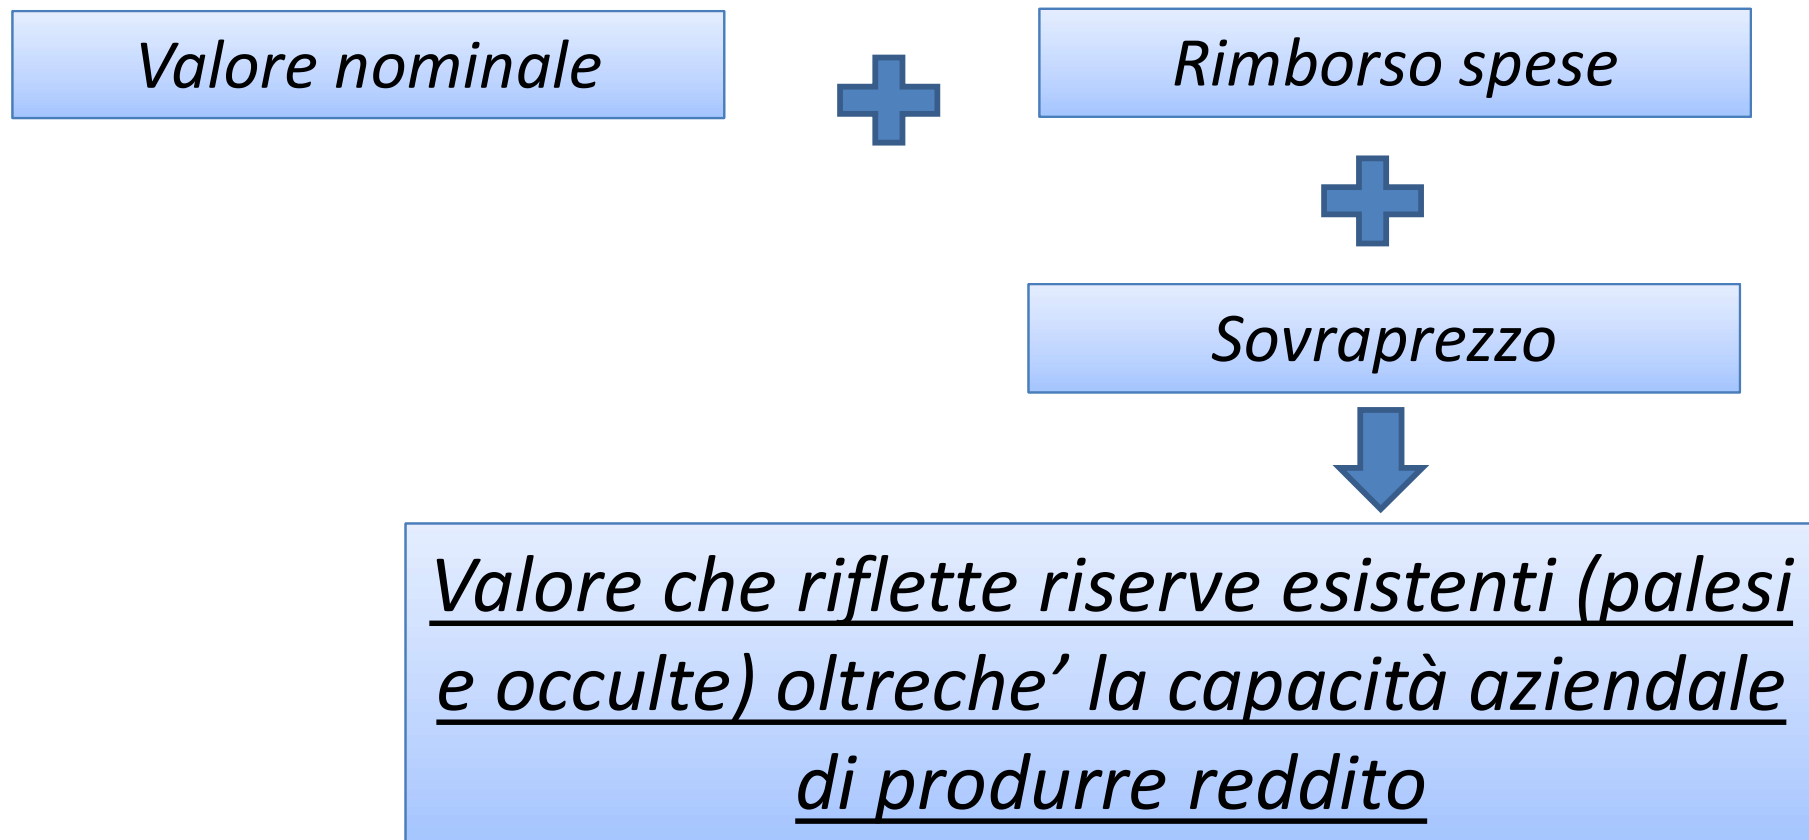 Valore nominale
Rimborso spese
Sovraprezzo
Valore che riflette riserve esistenti (palesi
e occulte) oltreche’ la capacità aziendale
di produrre reddito